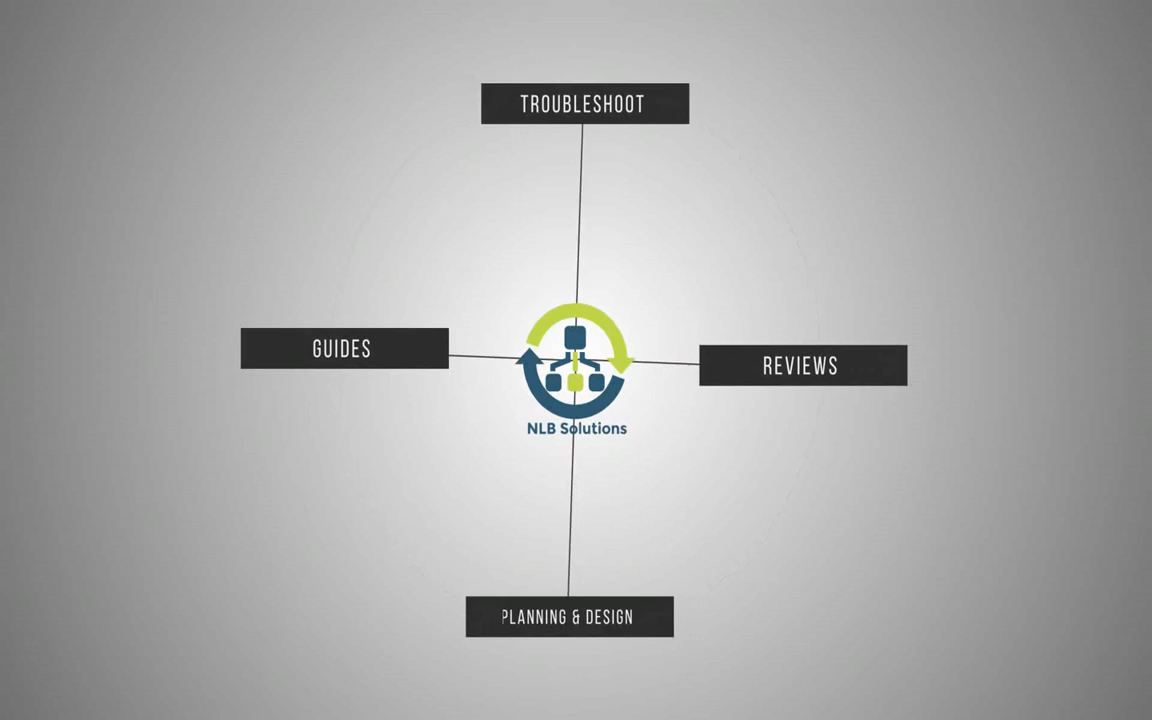 TROUBLESHOOT
GUIDES
REVIEWS
NLB Solutions
PLANNING & DESIGN